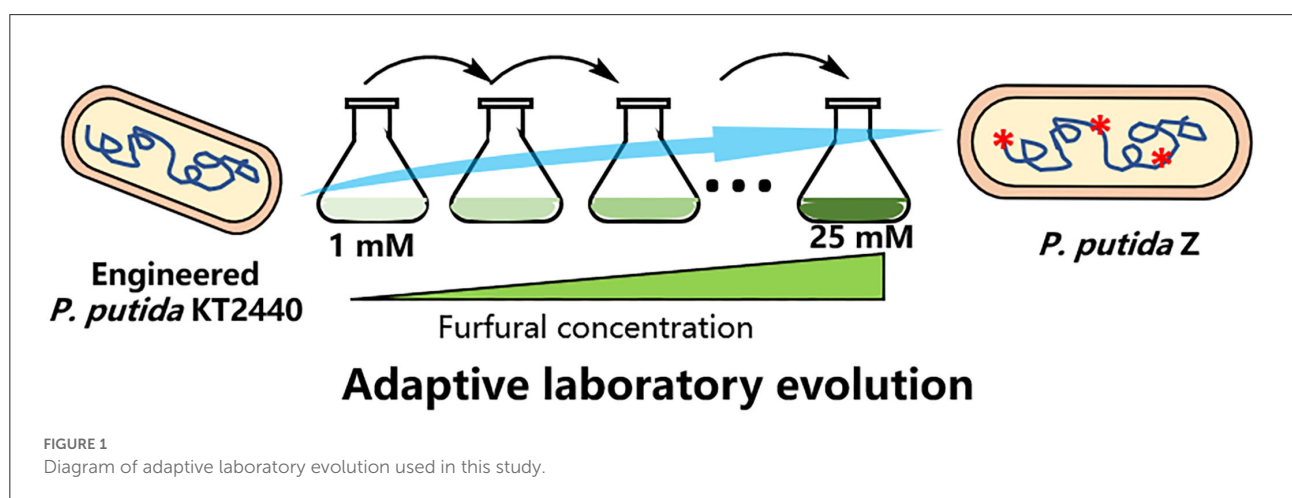 1 mM
25 mM
Engineered
P. putida KT2440
P. putida Z
Furfural concentration
Adaptive laboratory evolution
FIGURE 1
Diagram of adaptive laboratory evolution used in this study.